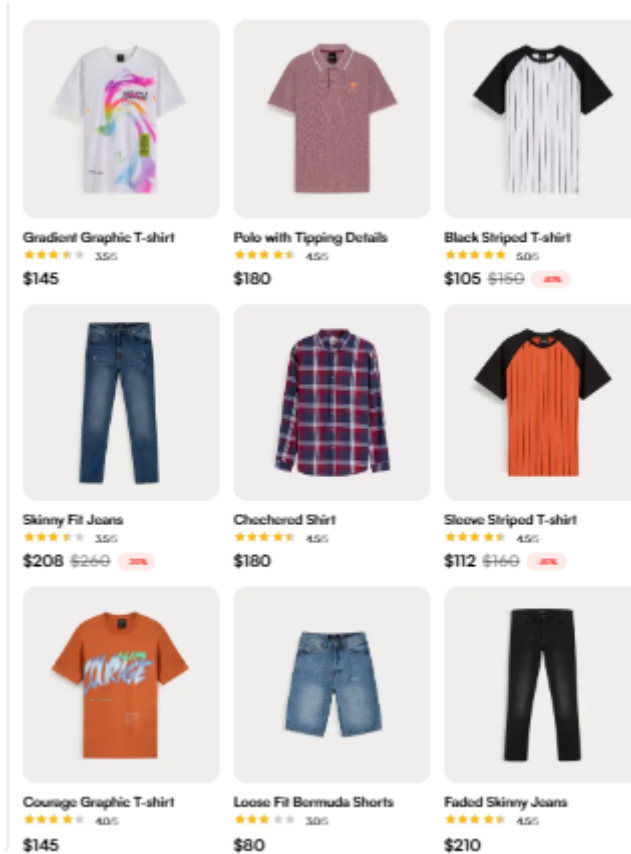 Gradient Graphic T-shirt
3.5/5
$145
Polo with Tipping Details
4.5/5
$180
Black Striped T-shirt
5.0/5
$105 $150
Skinny Fit Jeans
3.5/5
$208 $260 -20%
Chechered Shirt
4.5/5
$180
Sleeve Striped T-shirt
4.5/5
$112 $160
COURAGE
Courage Graphic T-shirt
4.0/5
$145
Loose Fit Bermuda Shorts
3.0/5
$80
Faded Skinny Jeans
4.5/5
$210